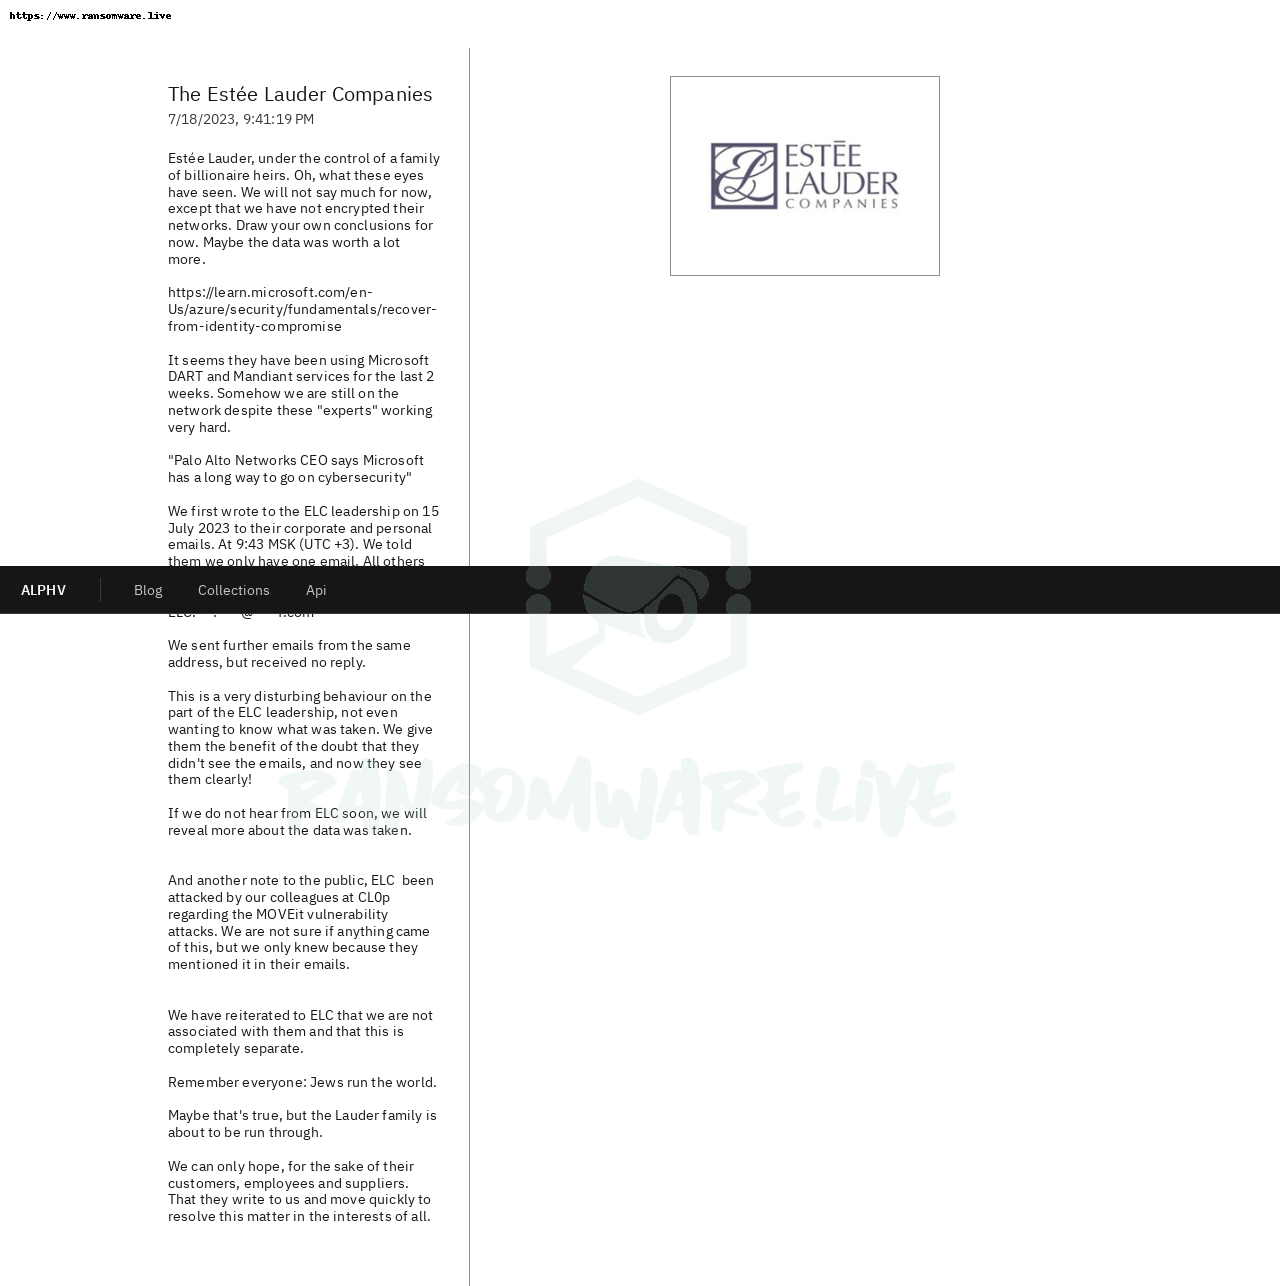 https://www.ransomware.live
The Estée Lauder Companies
7/18/2023, 9:41:19 PM
Estée Lauder, under the control of a family
of billionaire heirs. Oh, what these eyes
have seen. We will not say much for now,
except that we have not encrypted their
networks. Draw your own conclusions for
now. Maybe the data was worth a lot
more.
https://learn.microsoft.com/en-
Us/azure/security/fundamentals/recover-
from-identity-compromise
It seems they have been using Microsoft
DART and Mandiant services for the last 2
weeks. Somehow we are still on the
network despite these "experts" working
very hard.
"Palo Alto Networks CEO says Microsoft
has a long way to go on cybersecurity"
We first wrote to the ELC leadership on 15
July 2023 to their corporate and personal
emails. At 9:43 MSK (UTC +3). We told
them we only have one email. All others
ALPHV
Blog
Collections
Api
We sent further emails from the same
address, but received no reply.
This is a very disturbing behaviour on the
part of the ELC leadership, not even
wanting to know what was taken. We give
them the benefit of the doubt that they
didn't see the emails, and now they see
them clearly!
If we do not hear from ELC soon, we will
reveal more about the data was taken.
And another note to the public, ELC  been
attacked by our colleagues at CL0p
regarding the MOVEit vulnerability
attacks. We are not sure if anything came
of this, but we only knew because they
mentioned it in their emails.
We have reiterated to ELC that we are not
associated with them and that this is
completely separate.
Remember everyone: Jews run the world.
Maybe that's true, but the Lauder family is
about to be run through.
We can only hope, for the sake of their
customers, employees and suppliers.
That they write to us and move quickly to
resolve this matter in the interests of all.
ESTĒE
LAUDER
COMPANIES
RANSOMWARE.LIVE